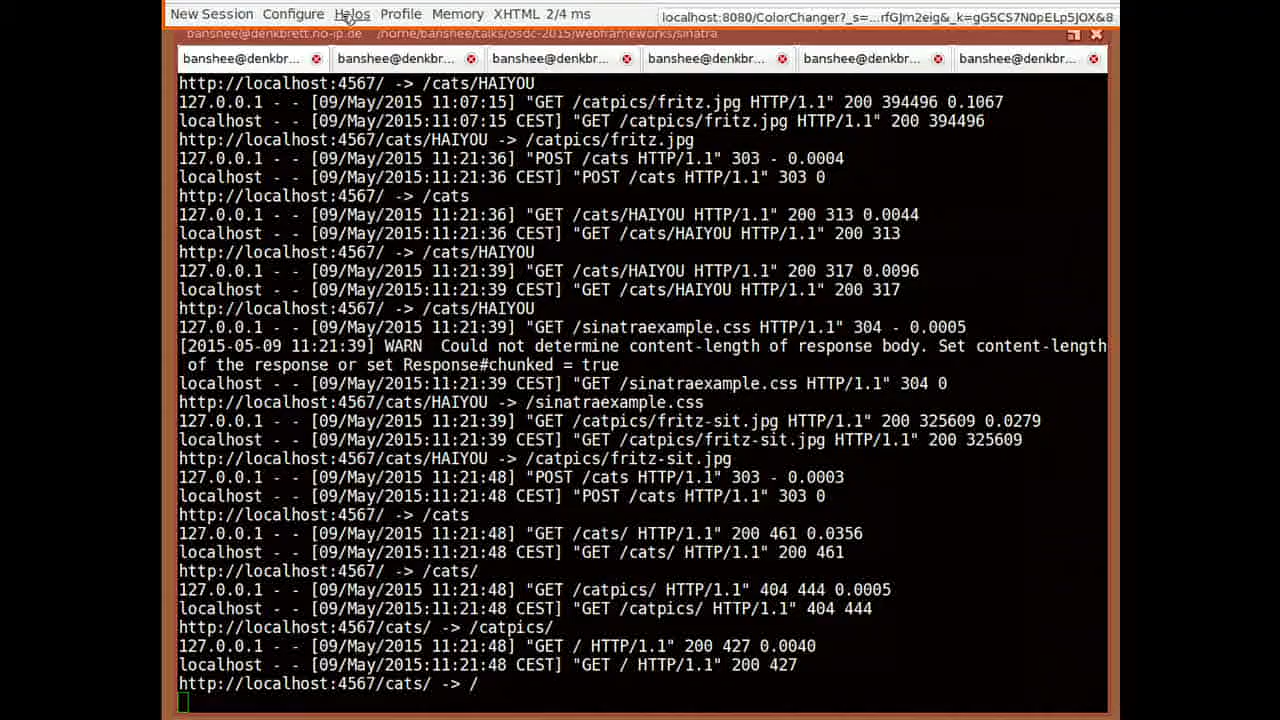 New Session Configure Halos Profile Memory XHTML 2/4 ms
localhost:8080/ColorChanger?_s=...rfGJm2eig&_k=gG5CS7N0pELp5JOX&8
banshee@denkbrett.no-ip.de /home/banshee/talks/osdc-2015/webframeworks/sinatra
banshee@denkbr... banshee@denkbr... banshee@denkbr... banshee@denkbr... banshee@denkbr... banshee@denkbr...
http://localhost:4567/ -> /cats/HAIYOU
127.0.0.1 - - [09/May/2015 11:07:15] "GET /catpics/fritz.jpg HTTP/1.1" 200 394496 0.1067
localhost - - [09/May/2015 11:07:15 CEST] "GET /catpics/fritz.jpg HTTP/1.1" 200 394496
http://localhost:4567/cats/HAIYOU -> /catpics/fritz.jpg
127.0.0.1 - - [09/May/2015 11:21:36] "POST /cats HTTP/1.1" 303 - 0.0004
localhost - - [09/May/2015 11:21:36 CEST] "POST /cats HTTP/1.1" 303 0
http://localhost:4567/ -> /cats
127.0.0.1 - - [09/May/2015 11:21:36] "GET /cats/HAIYOU HTTP/1.1" 200 313 0.0044
localhost - - [09/May/2015 11:21:36 CEST] "GET /cats/HAIYOU HTTP/1.1" 200 313
http://localhost:4567/ -> /cats/HAIYOU
127.0.0.1 - - [09/May/2015 11:21:39] "GET /cats/HAIYOU HTTP/1.1" 200 317 0.0096
localhost - - [09/May/2015 11:21:39 CEST] "GET /cats/HAIYOU HTTP/1.1" 200 317
http://localhost:4567/ -> /cats/HAIYOU
127.0.0.1 - - [09/May/2015 11:21:39] "GET /sinatraexample.css HTTP/1.1" 304 - 0.0005
[2015-05-09 11:21:39] WARN  Could not determine content-length of response body. Set content-length
of the response or set Response#chunked = true
localhost - - [09/May/2015 11:21:39 CEST] "GET /sinatraexample.css HTTP/1.1" 304 0
http://localhost:4567/cats/HAIYOU -> /sinatraexample.css
127.0.0.1 - - [09/May/2015 11:21:39] "GET /catpics/fritz-sit.jpg HTTP/1.1" 200 325609 0.0279
localhost - - [09/May/2015 11:21:39 CEST] "GET /catpics/fritz-sit.jpg HTTP/1.1" 200 325609
http://localhost:4567/cats/HAIYOU -> /catpics/fritz-sit.jpg
127.0.0.1 - - [09/May/2015 11:21:48] "POST /cats HTTP/1.1" 303 - 0.0003
localhost - - [09/May/2015 11:21:48 CEST] "POST /cats HTTP/1.1" 303 0
http://localhost:4567/ -> /cats
127.0.0.1 - - [09/May/2015 11:21:48] "GET /cats/ HTTP/1.1" 200 461 0.0356
localhost - - [09/May/2015 11:21:48 CEST] "GET /cats/ HTTP/1.1" 200 461
http://localhost:4567/ -> /cats/
127.0.0.1 - - [09/May/2015 11:21:48] "GET /catpics/ HTTP/1.1" 404 444 0.0005
localhost - - [09/May/2015 11:21:48 CEST] "GET /catpics/ HTTP/1.1" 404 444
http://localhost:4567/cats/ -> /catpics/
127.0.0.1 - - [09/May/2015 11:21:48] "GET / HTTP/1.1" 200 427 0.0040
localhost - - [09/May/2015 11:21:48 CEST] "GET / HTTP/1.1" 200 427
http://localhost:4567/cats/ -> /